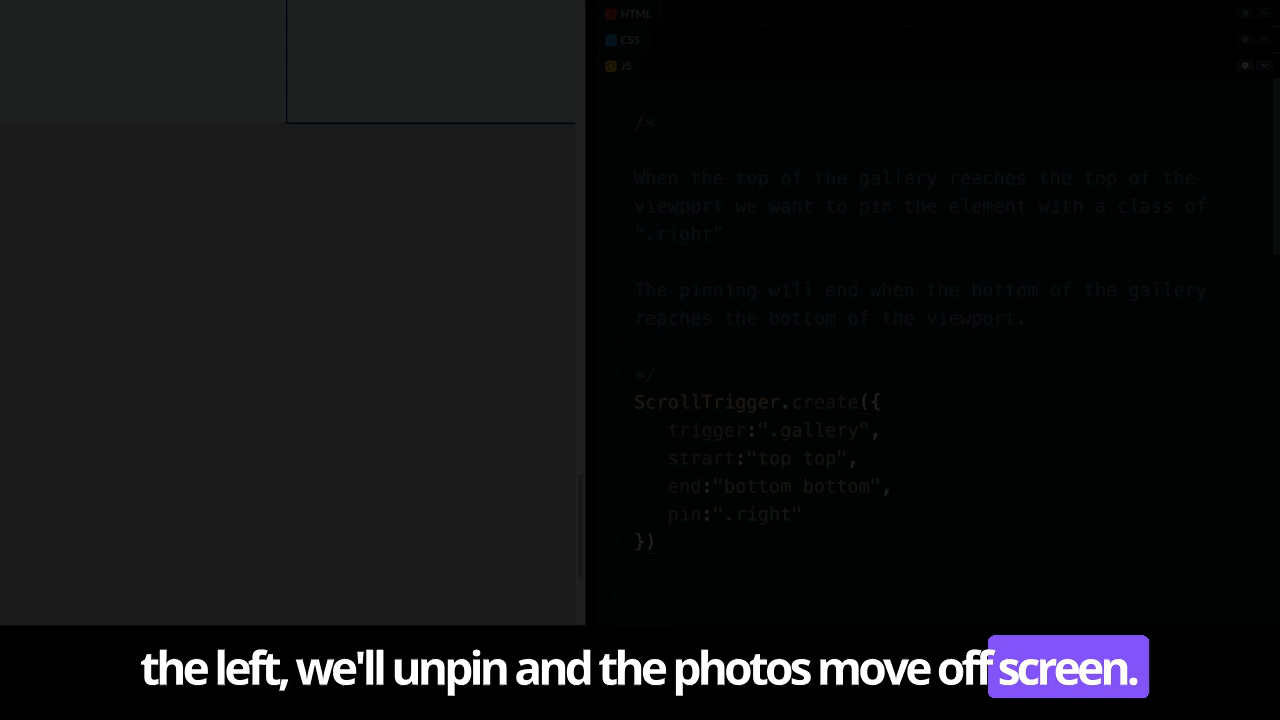 HTML
CSS
JS
/*
When the top of the gallery reaches the top of the
viewport we want to pin the element with a class of
“.right”
The pinning will end when the bottom of the gallery
reaches the bottom of the viewport.
*/
ScrollTrigger.create({
trigger:".gallery",
strart:"top top",
end:"bottom bottom",
pin:".right"
})
the left, we'll unpin and the photos move off screen.